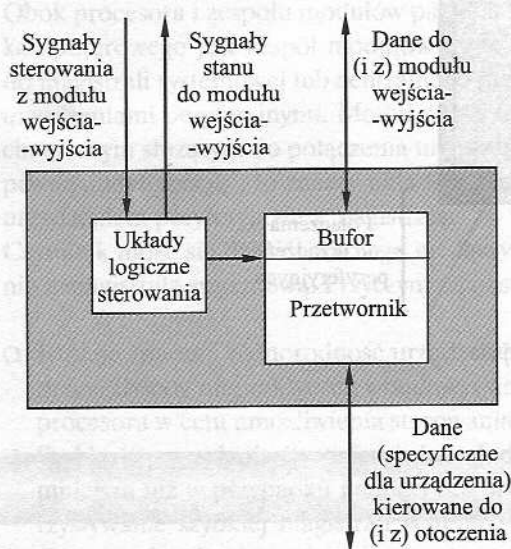 Sygnały
sterowania
z modułu
wejścia-
-wyjścia
Sygnały
stanu
do modułu
wejścia-
-wyjścia
Dane do
(i z) modułu
wejścia-
-wyjścia
Układy
logiczne
sterowania
Bufor
Przetwornik
Dane
(specyficzne
dla urządzenia)
kierowane do
(i z) otoczenia